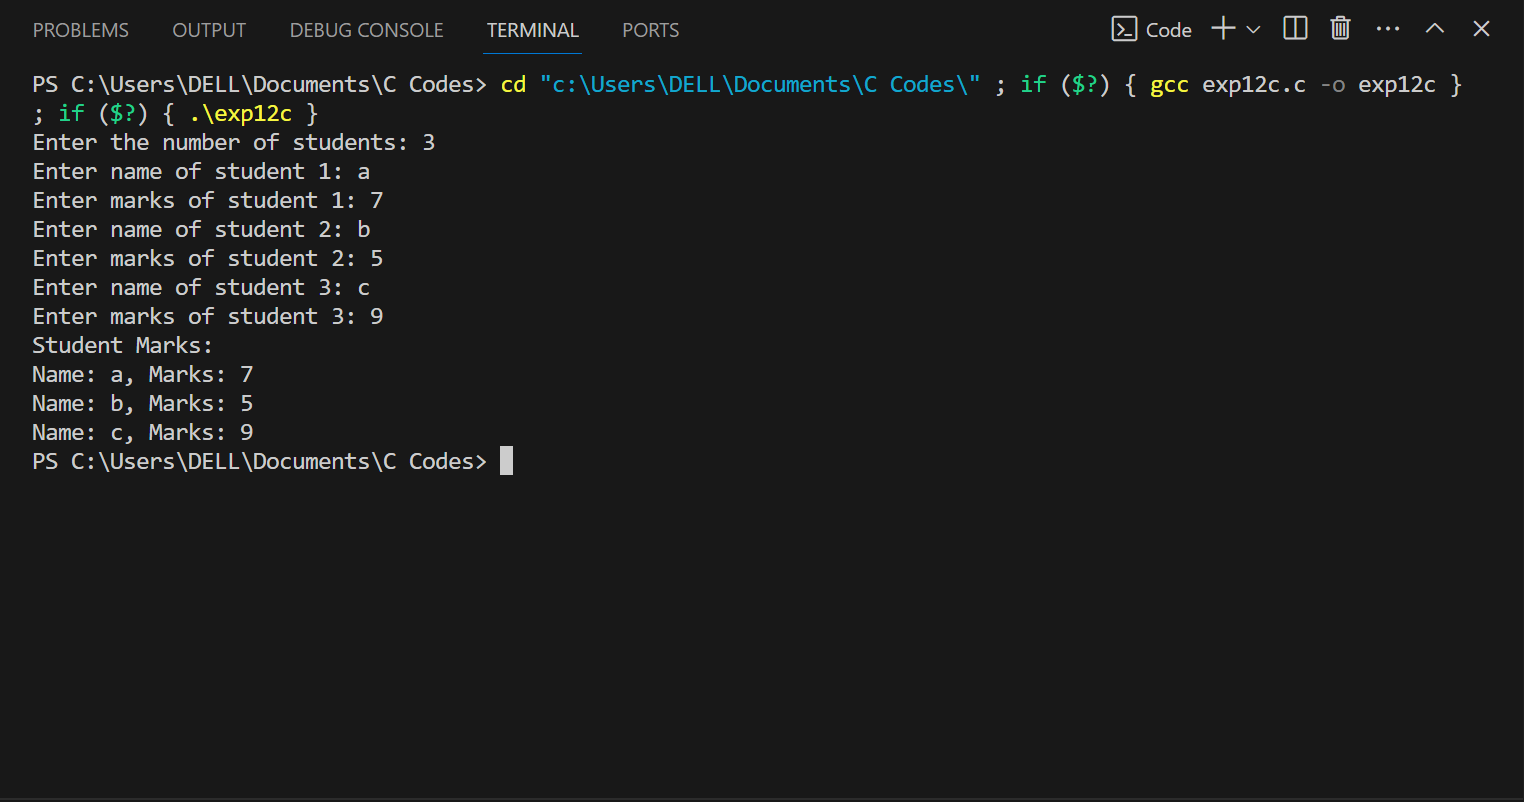 PROBLEMS OUTPUT DEBUG CONSOLE TERMINAL PORTS Code
PS C:\Users\DELL\Documents\C Codes> cd "c:\Users\DELL\Documents\C Codes\" ; if ($?) { gcc exp12c.c -o exp12c }
; if ($?) { .\exp12c }
Enter the number of students: 3
Enter name of student 1: a
Enter marks of student 1: 7
Enter name of student 2: b
Enter marks of student 2: 5
Enter name of student 3: c
Enter marks of student 3: 9
Student Marks:
Name: a, Marks: 7
Name: b, Marks: 5
Name: c, Marks: 9
PS C:\Users\DELL\Documents\C Codes>